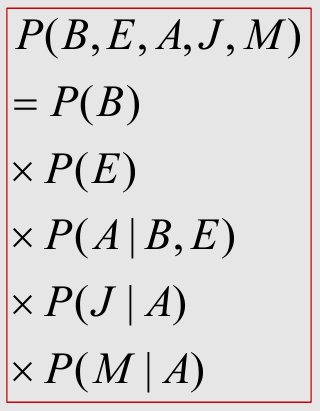 P(B,E,A,J,M)
= P(B)
× P(E)
× P(A|B,E)
× P(J|A)
× P(M|A)